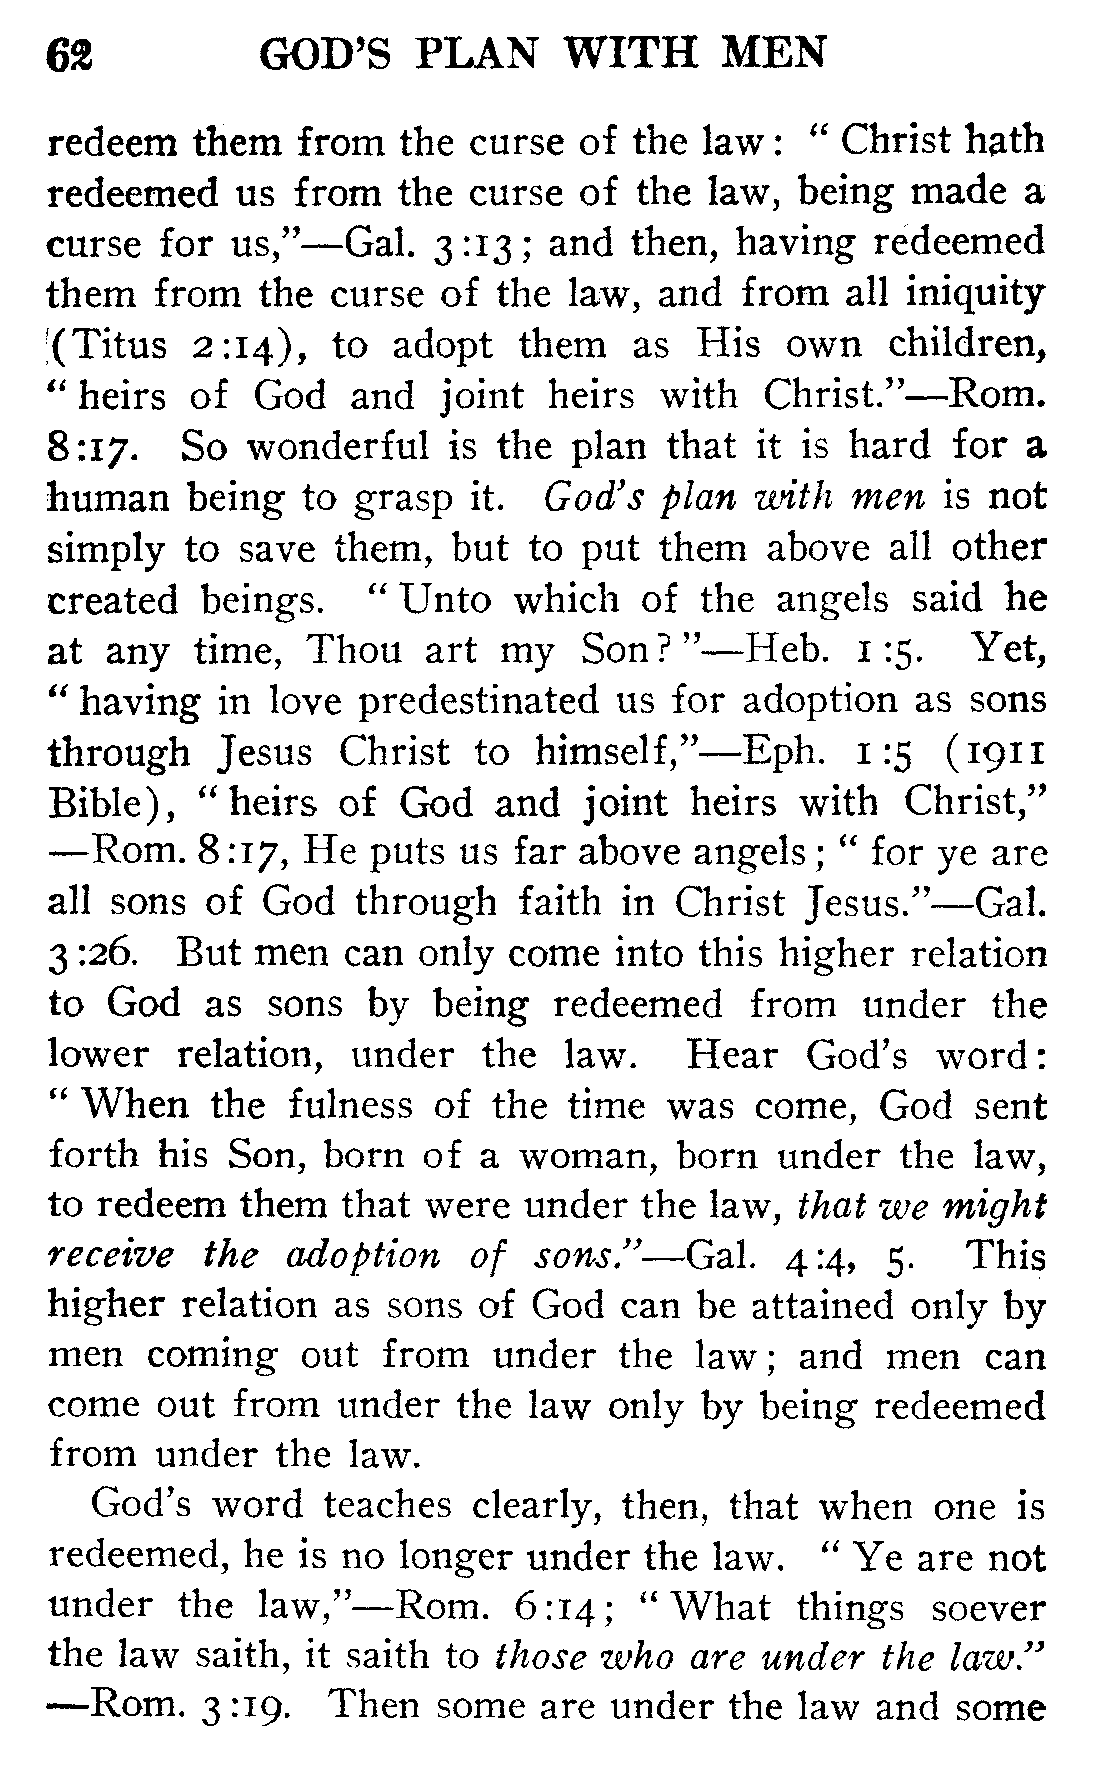 62 GOD'S PLAN WITH MEN
redeem them from the curse of the law: " Christ hath
redeemed us from the curse of the law, being made a
curse for us,"—Gal. 3:13; and then, having redeemed
them from the curse of the law, and from all iniquity
(Titus 2:14), to adopt them as His own children,
" heirs of God and joint heirs with Christ."—Rom.
8:17. So wonderful is the plan that it is hard for a
human being to grasp it. God's plan with men is not
simply to save them, but to put them above all other
created beings. " Unto which of the angels said he
at any time, Thou art my Son? "—Heb. 1:5. Yet,
" having in love predestinated us for adoption as sons
through Jesus Christ to himself,"—Eph. 1:5 (1911
Bible), " heirs of God and joint heirs with Christ,"
—Rom. 8:17, He puts us far above angels; " for ye are
all sons of God through faith in Christ Jesus."—Gal.
3:26. But men can only come into this higher relation
to God as sons by being redeemed from under the
lower relation, under the law. Hear God's word:
" When the fulness of the time was come, God sent
forth his Son, born of a woman, born under the law,
to redeem them that were under the law, that we might
receive the adoption of sons."—Gal. 4:4, 5. This
higher relation as sons of God can be attained only by
men coming out from under the law; and men can
come out from under the law only by being redeemed
from under the law.
God's word teaches clearly, then, that when one is
redeemed, he is no longer under the law. " Ye are not
under the law,"—Rom. 6:14; " What things soever
the law saith, it saith to those who are under the law."
—Rom. 3:19. Then some are under the law and some